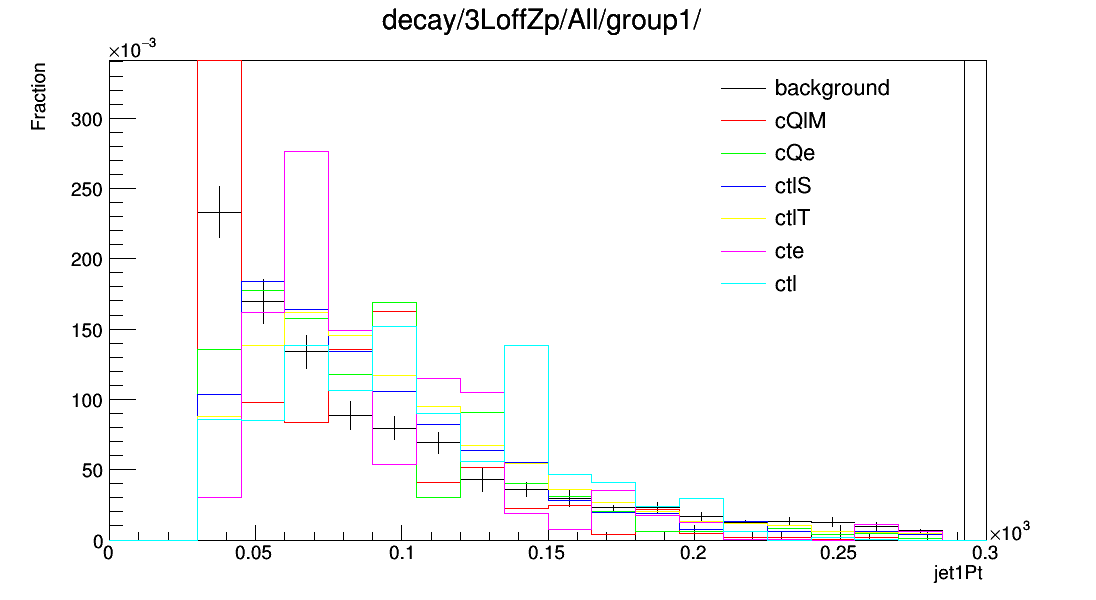 decay/3LoffZp/All/group1/
×10⁻³
Fraction
300
250
200
150
100
50
0
background
cQlM
cQe
ctlS
ctlT
cte
ctl
0 0.05 0.1 0.15 0.2 0.25 0.3
×10³
jet1Pt